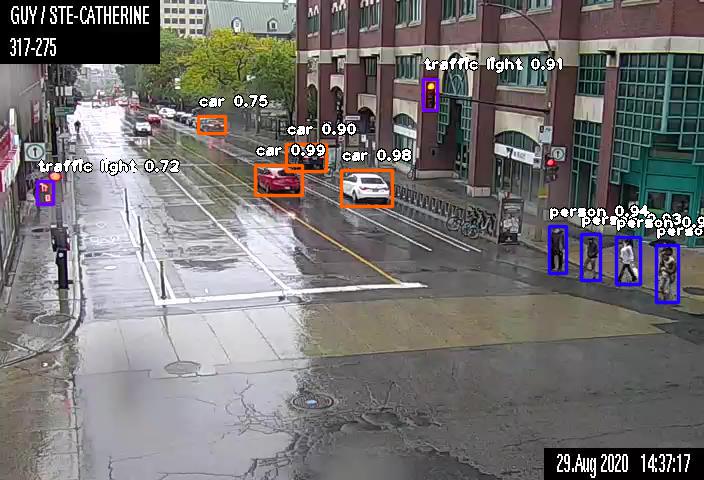 GUY / STE-CATHERINE
317-275
traffic light 0.91
car 0.75
car 0.90
car 0.99
car 0.98
traffic light 0.72
person 0.94
29.Aug 2020 14:37:17